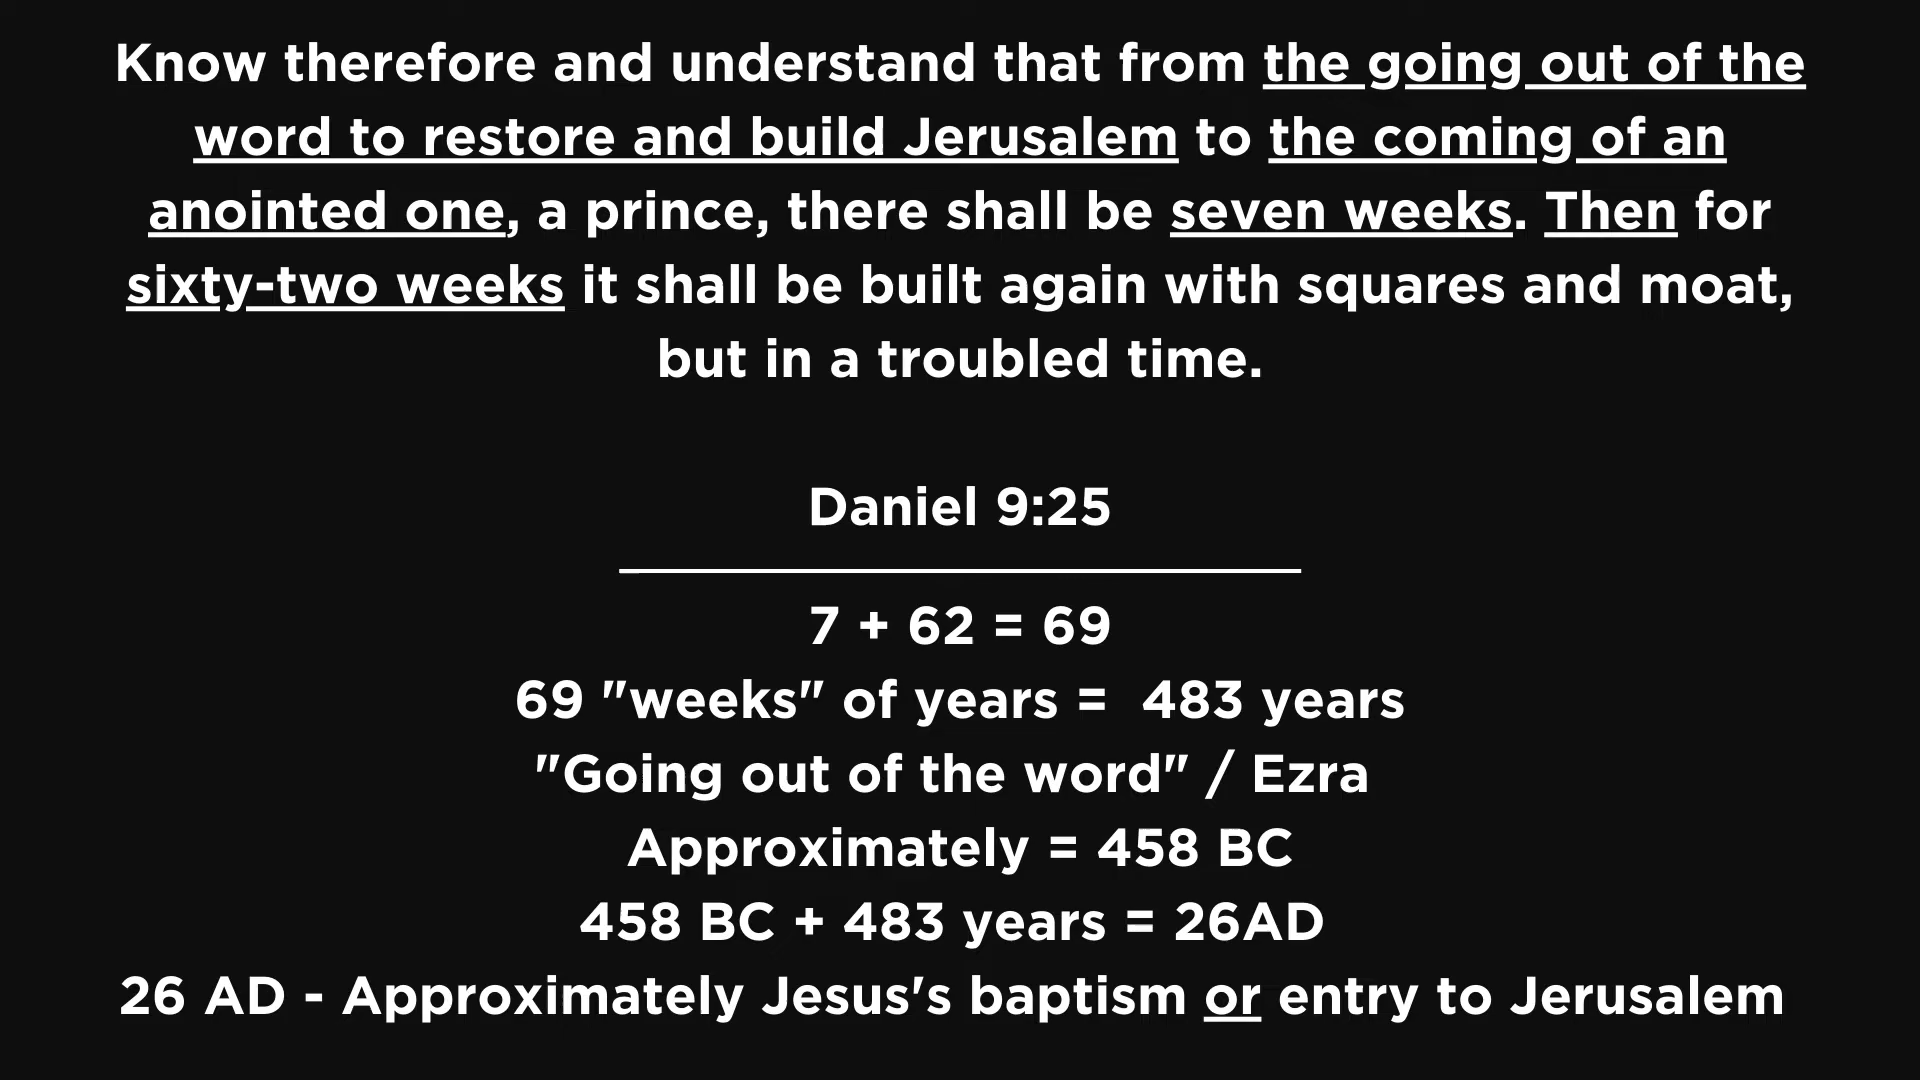 Know therefore and understand that from the going out of the
word to restore and build Jerusalem to the coming of an
anointed one, a prince, there shall be seven weeks. Then for
sixty-two weeks it shall be built again with squares and moat,
but in a troubled time.
Daniel 9:25
7 + 62 = 69
69 "weeks" of years =  483 years
"Going out of the word" / Ezra
Approximately = 458 BC
458 BC + 483 years = 26AD
26 AD - Approximately Jesus's baptism or entry to Jerusalem